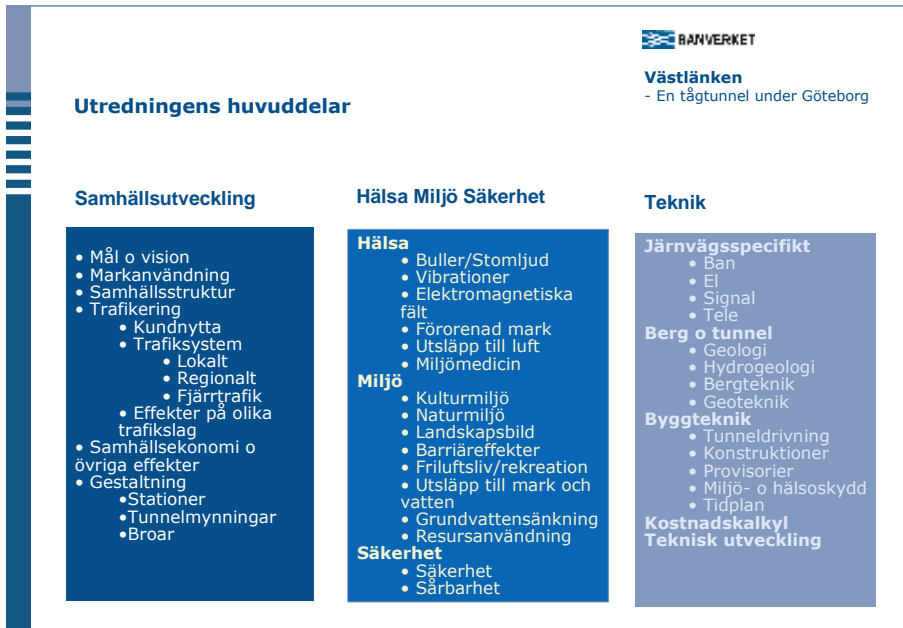 BANVERKET
Västlänken
- En tågtunnel under Göteborg
Utredningens huvuddelar
Samhällsutveckling
• Mål o vision
• Markanvändning
• Samhällsstruktur
• Trafikering
• Kundnytta
• Trafiksystem
• Lokalt
• Regionalt
• Fjärrtrafik
• Effekter på olika
trafikslag
• Samhällsekonomi o
övriga effekter
• Gestaltning
•Stationer
•Tunnelmynningar
•Broar
Hälsa Miljö Säkerhet
Hälsa
• Buller/Stomljud
• Vibrationer
• Elektromagnetiska
fält
• Förorenad mark
• Utsläpp till luft
• Miljömedicin
Miljö
• Kulturmiljö
• Naturmiljö
• Landskapsbild
• Barriäreffekter
• Friluftsliv/rekreation
• Utsläpp till mark och
vatten
• Grundvattensänkning
• Resursanvändning
Säkerhet
• Säkerhet
• Sårbarhet
Teknik
Järnvägsspecifikt
• Ban
• El
• Signal
• Tele
Berg o tunnel
• Geologi
• Hydrogeologi
• Bergteknik
• Geoteknik
Byggteknik
• Tunneldrivning
• Konstruktioner
• Provisorier
• Miljö- o hälsoskydd
• Tidplan
Kostnadskalkyl
Teknisk utveckling